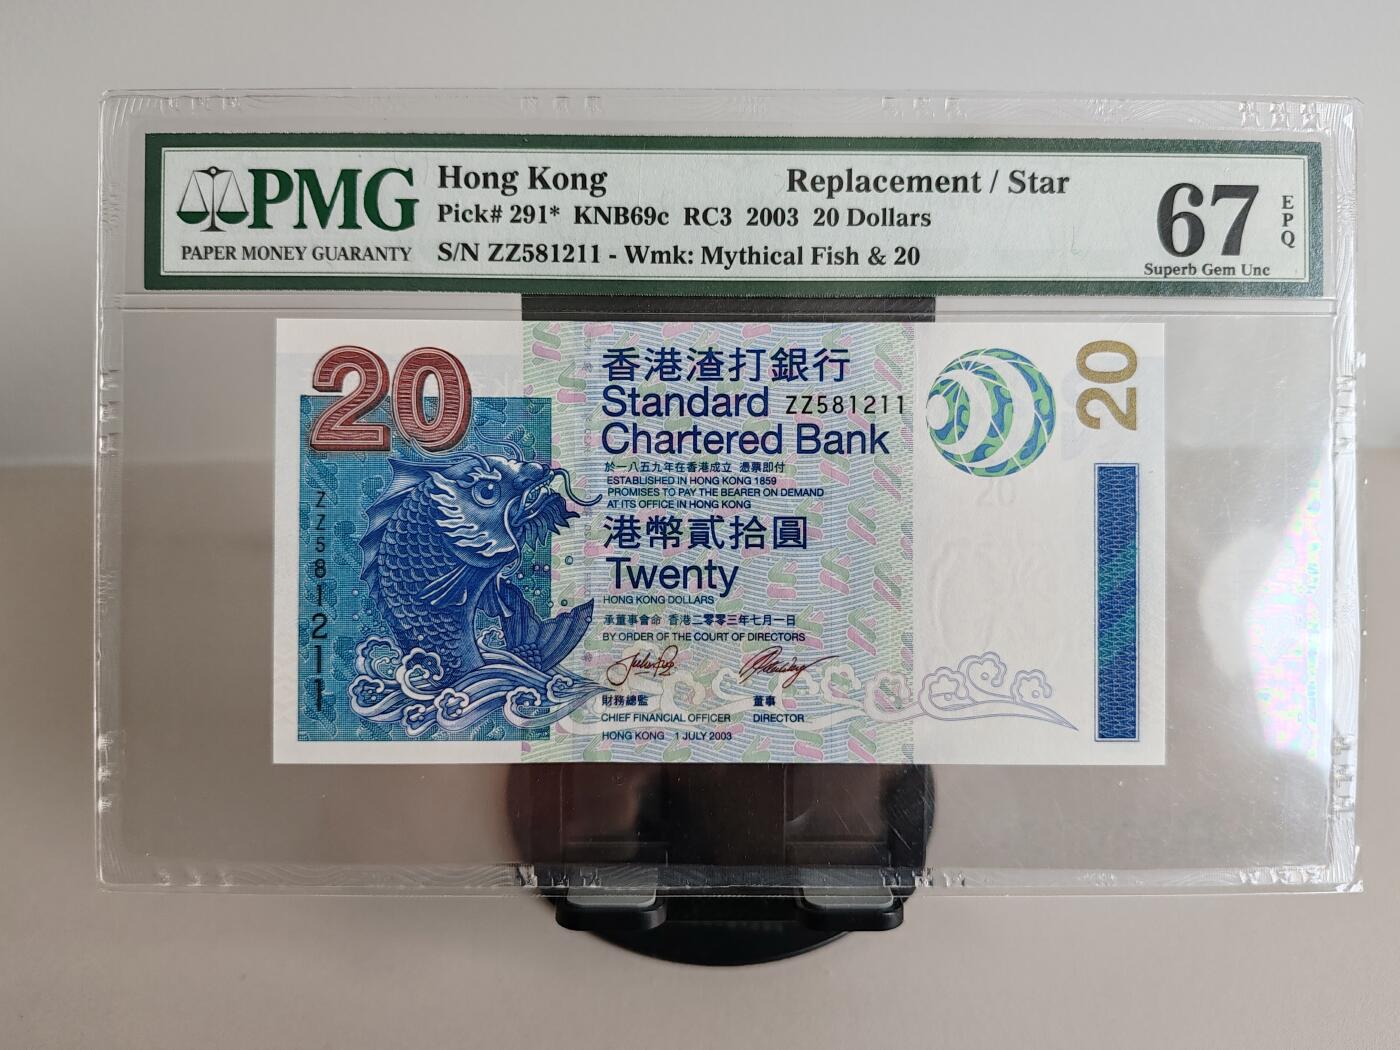 PMG
PAPER MONEY GUARANTY
Hong Kong
Replacement / Star
Pick# 291* KNB69c RC3 2003 20 Dollars
S/N ZZ581211 - Wmk: Mythical Fish & 20
67
EPQ
Superb Gem Unc
20
香港渣打銀行
Standard
ZZ581211
Chartered Bank
於一八五九年在香港成立 憑票即付
ESTABLISHED IN HONG KONG 1859
PROMISES TO PAY THE BEARER ON DEMAND
AT ITS OFFICE IN HONG KONG
港幣貳拾圓
Twenty
HONG KONG DOLLARS
承董事會命 香港二零零三年七月一日
BY ORDER OF THE COURT OF DIRECTORS
財務總監
董事
CHIEF FINANCIAL OFFICER
DIRECTOR
HONG KONG 1 JULY 2003
ZZ581211
20
20